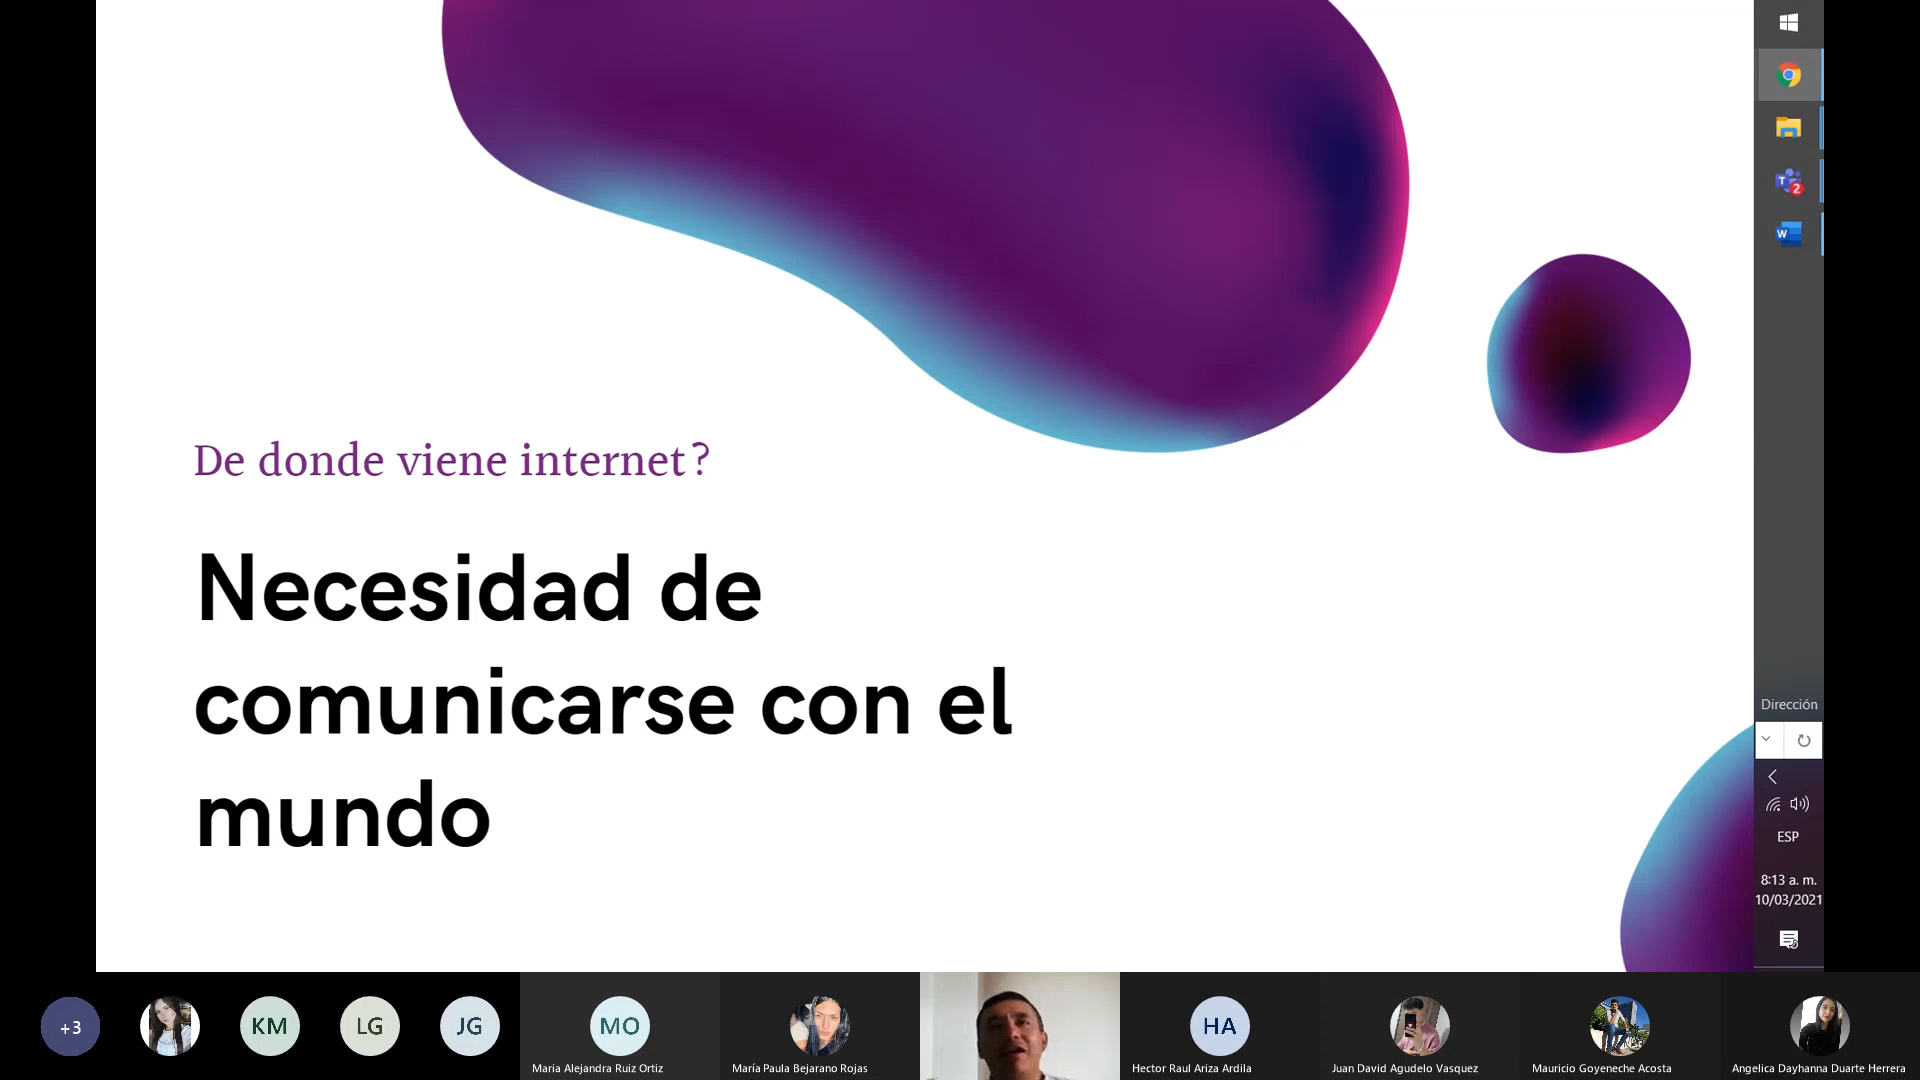 De donde viene internet?
Necesidad de
comunicarse con el
mundo
T
2
W
Dirección
ESP
8:13 a. m.
10/03/2021
+3
KM
LG
JG
MO
HA
Maria Alejandra Ruiz Ortiz
María Paula Bejarano Rojas
Hector Raul Ariza Ardila
Juan David Agudelo Vasquez
Mauricio Goyeneche Acosta
Angelica Dayhanna Duarte Herrera